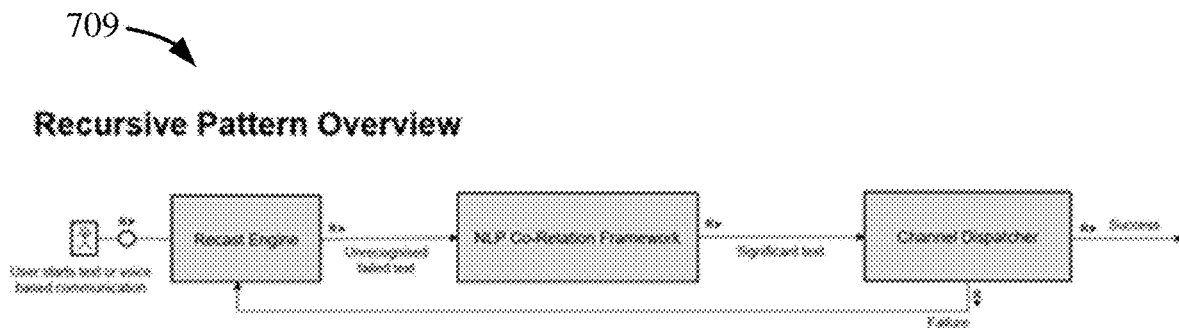 709
Recursive Pattern Overview
Recast Engine
NLP Co-Relation Framework
Channel Dispatcher
Success
User starts text or voice
based communication
Unrecognised
failed text
Significant text
Failure